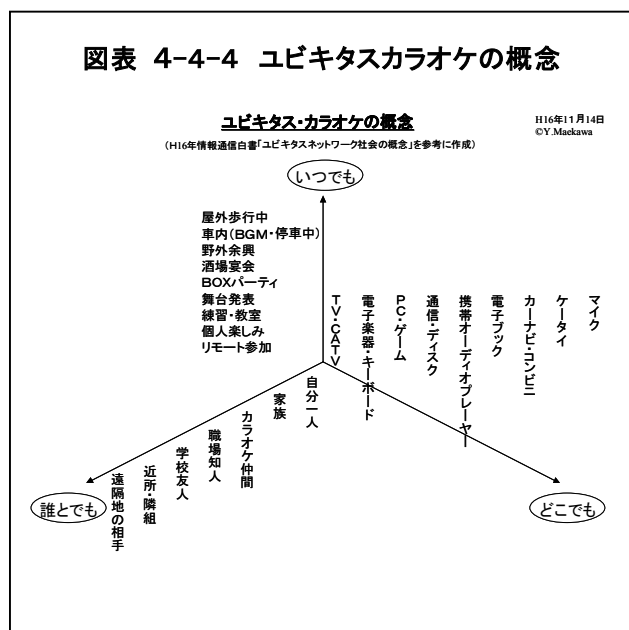 図表 4-4-4 ユビキタスカラオケの概念
ユビキタス・カラオケの概念
H16年11月14日
©Y.Maekawa
(H16年情報通信白書「ユビキタスネットワーク社会の概念」を参考に作成)
いつでも
屋外歩行中
車内(BGM・停車中)
野外余興
酒場宴会
BOXパーティ
舞台発表
練習・教室
個人楽しみ
リモート参加
TV・CATV
電子楽器・キーボード
PC・ゲーム
通信・ディスク
携帯オーディオプレーヤー
電子ブック
カーナビ・コンビニ
ケータイ
マイク
自分一人
家族
カラオケ仲間
職場知人
学校友人
近所・隣組
遠隔地の相手
誰とでも
どこでも